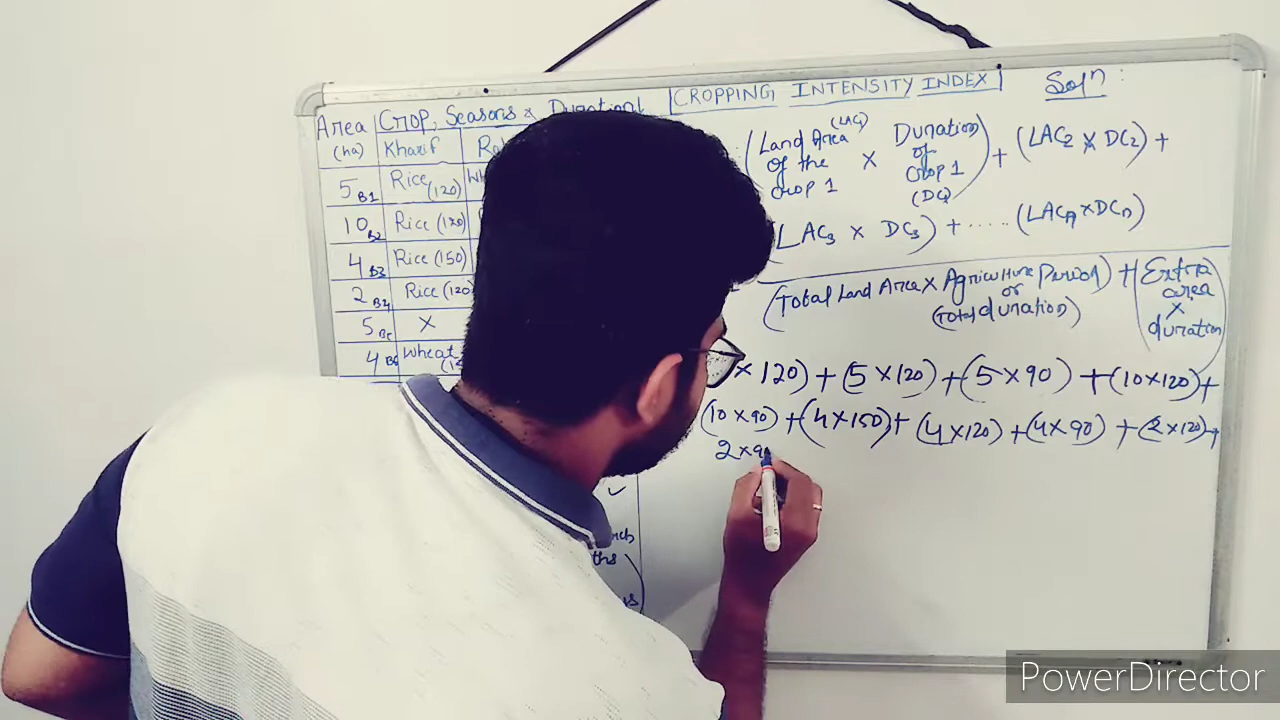 Crop, Seasons & Duration
CROPPING INTENSITY INDEX
Solⁿ :
Area (ha)
Kharif
5 B1
Rice (120)
10 B2
Rice (120)
4 B3
Rice (150)
2 B4
Rice (120)
5
X
4
Wheat
(Land Area of the crop 1 (LAC1) X Duration of crop 1 (DC1)) + (LAC2 X DC2) +
LAC3 X DC3) + ..... (LACn X DCn)
(Total Land Area X Agriculture Period) or (Total duration) + (Extra area X duration)
X 120) + (5 X 120) + (5 X 90) + (10 X 120) +
(10 X 90) + (4 X 150) + (4 X 120) + (4 X 90) + (2 X 120) +
2 X 9
PowerDirector